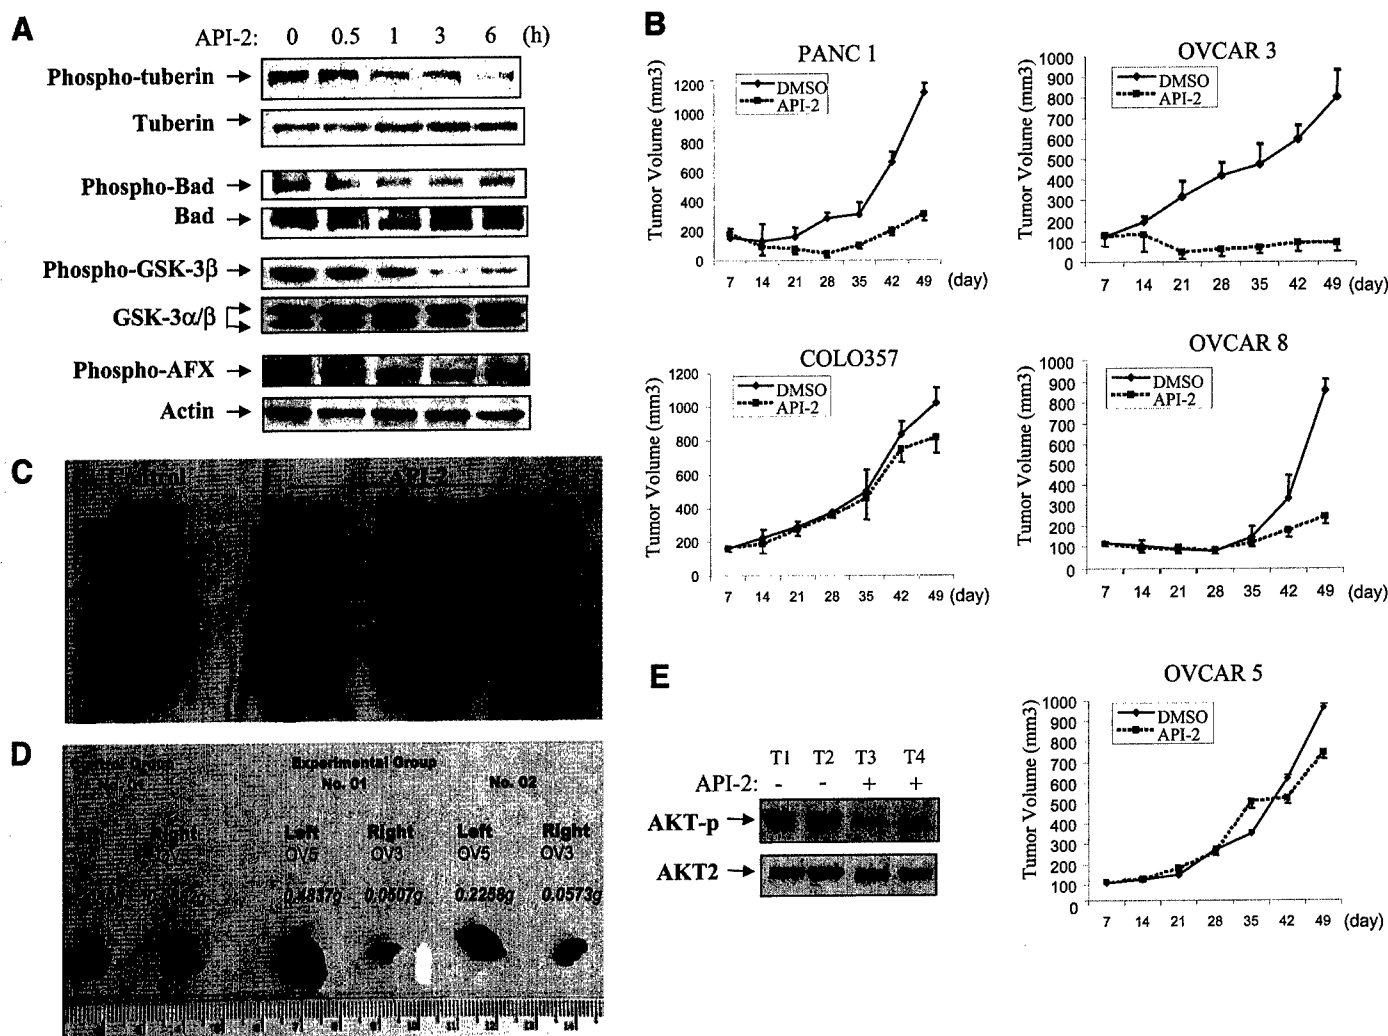 A
API-2: 0 0.5 1 3 6 (h)
Phospho-tuberin
Tuberin
Phospho-Bad
Bad
Phospho-GSK-3β
GSK-3α/β
Phospho-AFX
Actin
B
PANC 1
Tumor Volume (mm3)
DMSO
API-2
1200
1000
800
600
400
200
0
7 14 21 28 35 42 49 (day)
OVCAR 3
Tumor Volume (mm3)
DMSO
API-2
1000
900
800
700
600
500
400
300
200
100
0
7 14 21 28 35 42 49 (day)
COLO357
Tumor Volume (mm3)
DMSO
API-2
1200
1000
800
600
400
200
0
7 14 21 28 35 42 49 (day)
OVCAR 8
Tumor Volume (mm3)
DMSO
API-2
1000
900
800
700
600
500
400
300
200
100
0
7 14 21 28 35 42 49 (day)
C
API-2
D
Experimental Group
No. 01 No. 02
Left Right Left Right
OV5 OV3 OV5 OV3
0.4837g 0.0507g 0.2258g 0.0573g
E
T1 T2 T3 T4
API-2: - - + +
AKT-p
AKT2
OVCAR 5
Tumor Volume (mm3)
DMSO
API-2
1000
900
800
700
600
500
400
300
200
100
0
7 14 21 28 35 42 49 (day)